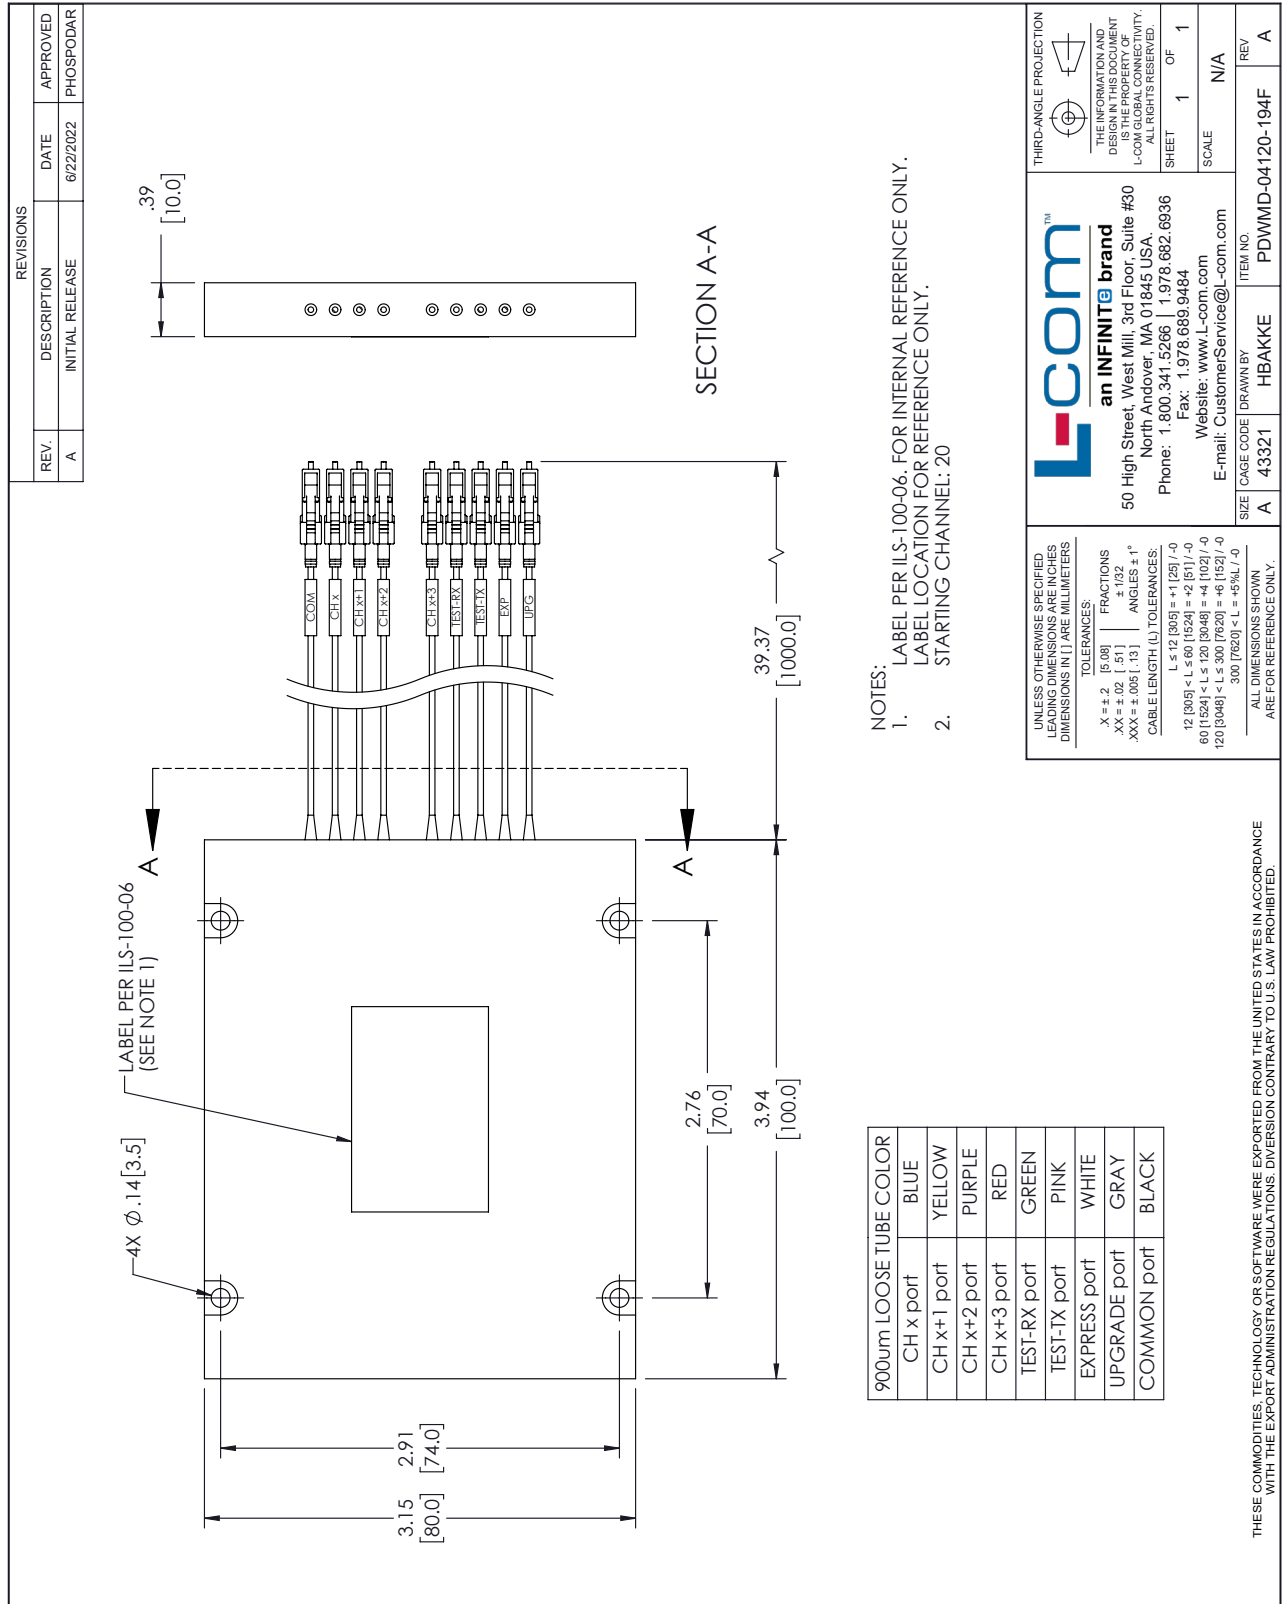 REVISIONS
REV. DESCRIPTION DATE APPROVED
A INITIAL RELEASE 6/22/2022 PHOSPODAR
4X Ø .14 [3.5]
LABEL PER ILS-100-06
(SEE NOTE 1)
A
A
3.15
[80.0]
2.91
[74.0]
2.76
[70.0]
3.94
[100.0]
39.37
[1000.0]
COM
CH x
CH x+1
CH x+2
CH x+3
TEST-RX
TEST-TX
EXP
UPG
.39
[10.0]
SECTION A-A
900um LOOSE TUBE COLOR
CH x port BLUE
CH x+1 port YELLOW
CH x+2 port PURPLE
CH x+3 port RED
TEST-RX port GREEN
TEST-TX port PINK
EXPRESS port WHITE
UPGRADE port GRAY
COMMON port BLACK
NOTES:
1. LABEL PER ILS-100-06. FOR INTERNAL REFERENCE ONLY.
LABEL LOCATION FOR REFERENCE ONLY.
2. STARTING CHANNEL: 20
UNLESS OTHERWISE SPECIFIED
LEADING DIMENSIONS ARE INCHES
DIMENSIONS IN [ ] ARE MILLIMETERS
TOLERANCES:
.X = ±.2 [5.08] FRACTIONS
.XX = ±.02 [.51] ± 1/32
.XXX = ±.005 [.13] ANGLES ± 1°
CABLE LENGTH (L) TOLERANCES:
L ≤ 12 [305] = +1 [25] / -0
12 [305] < L ≤ 60 [1524] = +2 [51] / -0
60 [1524] < L ≤ 120 [3048] = +4 [102] / -0
120 [3048] < L ≤ 300 [7620] = +6 [152] / -0
300 [7620] < L = +5%L / -0
ALL DIMENSIONS SHOWN
ARE FOR REFERENCE ONLY.
L-com™
an INFINITe brand
50 High Street, West Mill, 3rd Floor, Suite #30
North Andover, MA 01845 USA.
Phone: 1.800.341.5266 | 1.978.682.6936
Fax: 1.978.689.9484
Website: www.L-com.com
E-mail: CustomerService@L-com.com
THIRD-ANGLE PROJECTION
THE INFORMATION AND
DESIGN IN THIS DOCUMENT
IS THE PROPERTY OF
L-COM GLOBAL CONNECTIVITY.
ALL RIGHTS RESERVED.
SHEET 1 OF 1
SCALE N/A
SIZE A
CAGE CODE 43321
DRAWN BY HBAKKE
ITEM NO. PDWMD-04120-194F
REV A
THESE COMMODITIES, TECHNOLOGY OR SOFTWARE WERE EXPORTED FROM THE UNITED STATES IN ACCORDANCE
WITH THE EXPORT ADMINISTRATION REGULATIONS. DIVERSION CONTRARY TO U.S. LAW PROHIBITED.